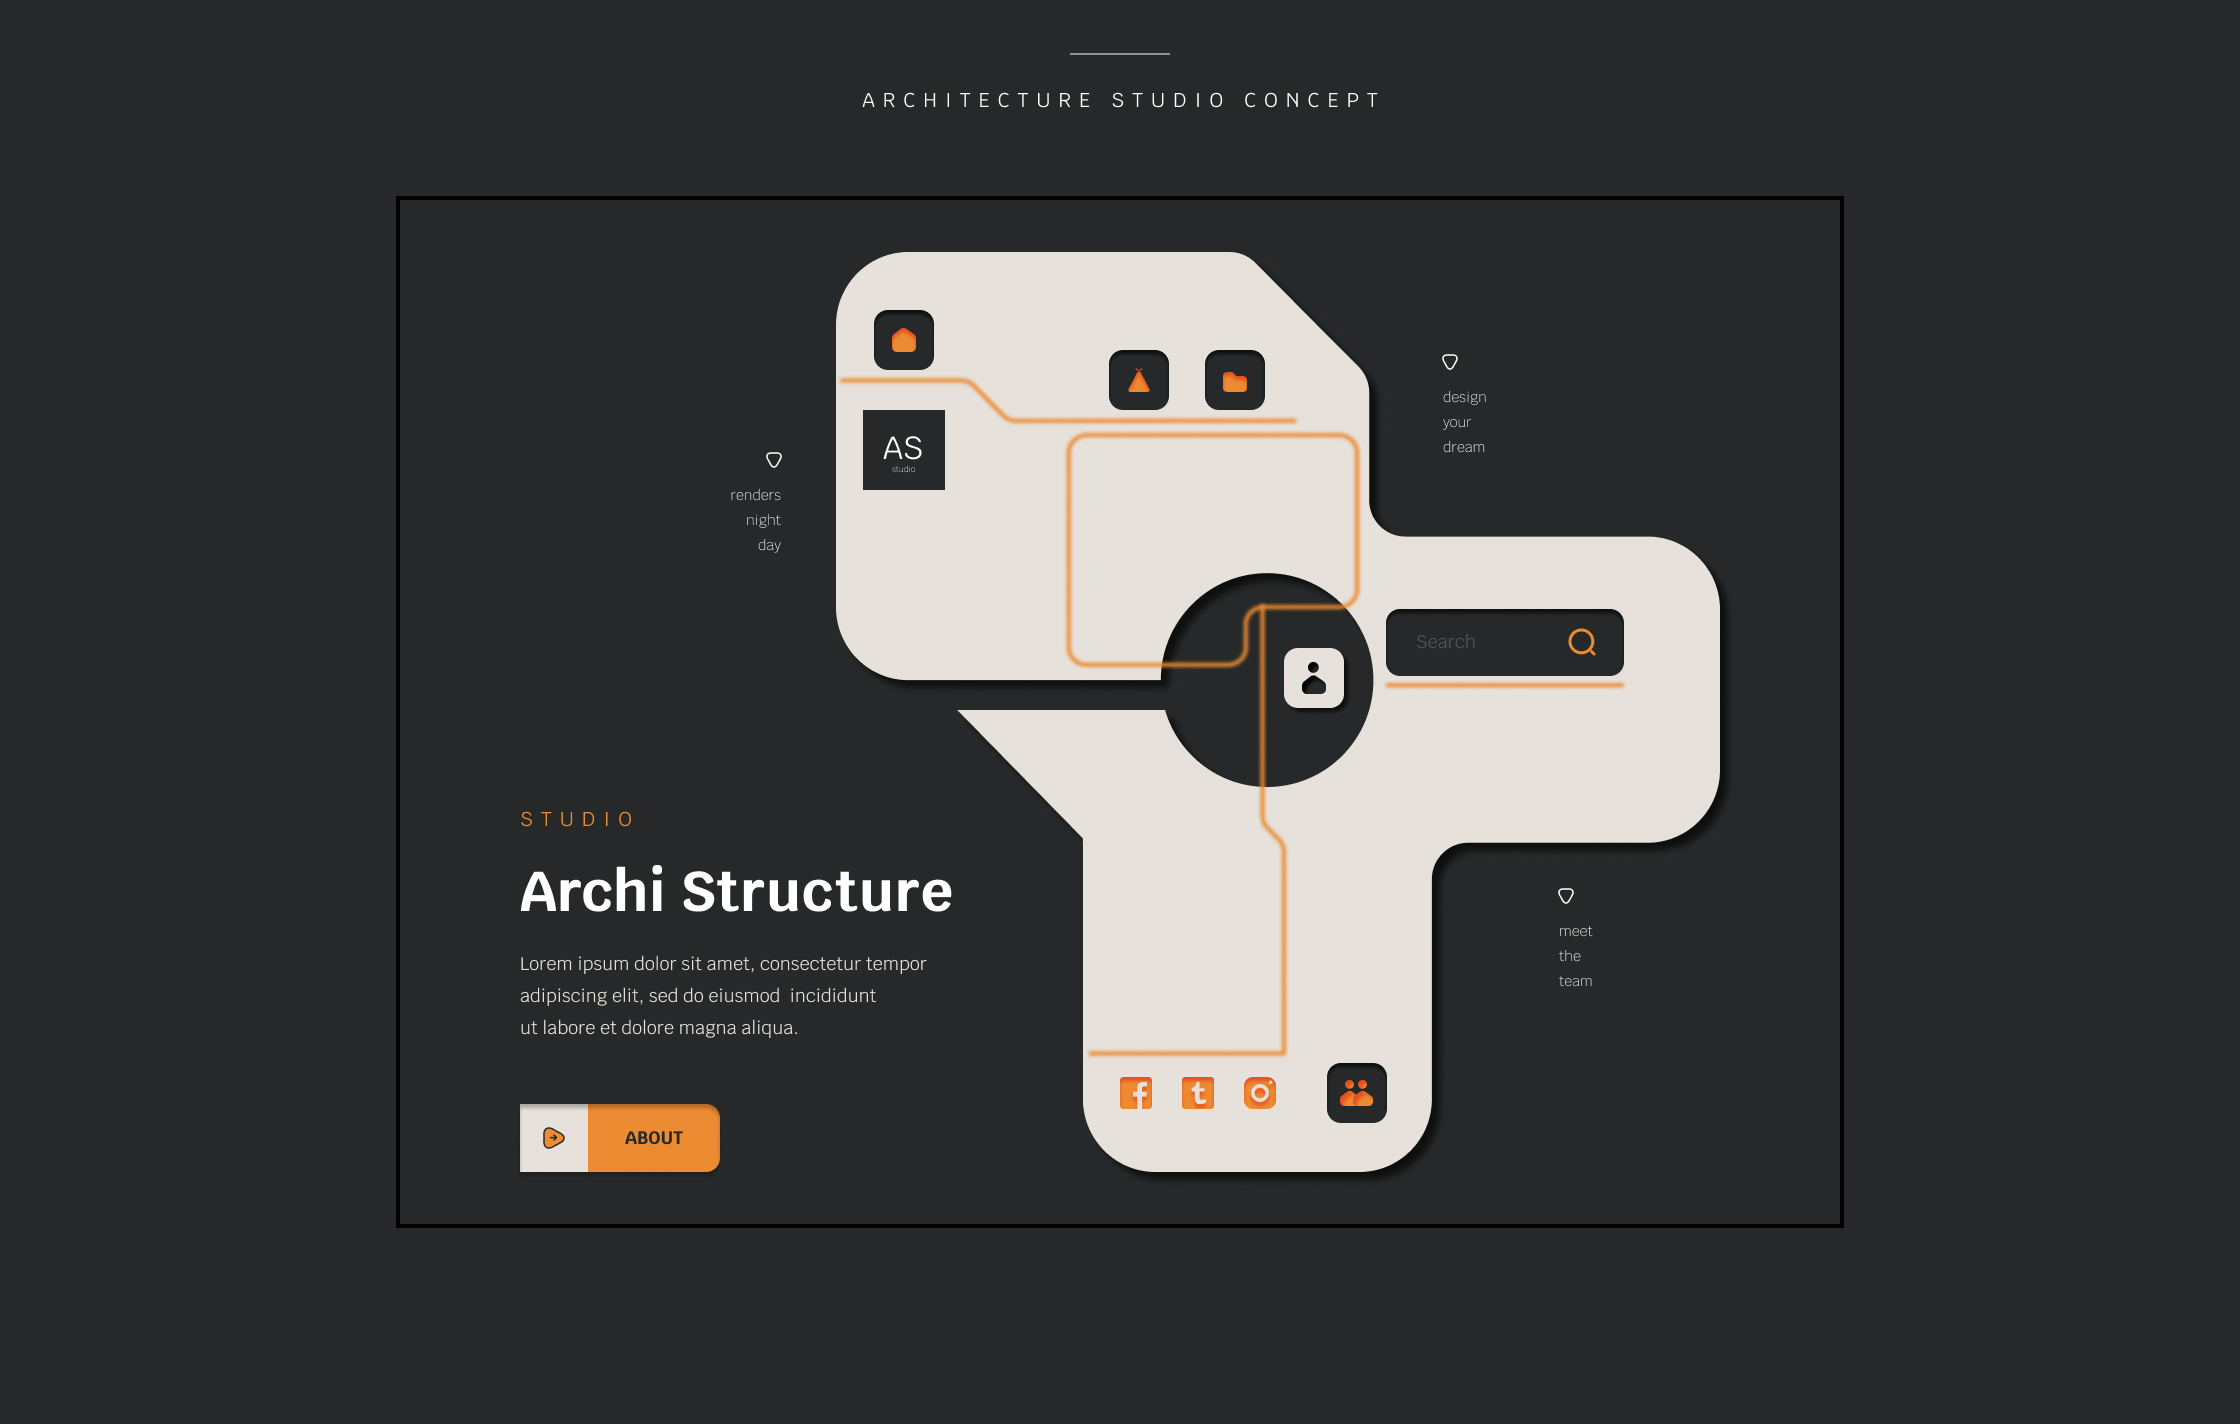 ARCHITECTURE STUDIO CONCEPT
AS
studio
renders
night
day
design
your
dream
Search
meet
the
team
STUDIO
Archi Structure
Lorem ipsum dolor sit amet, consectetur tempor
adipiscing elit, sed do eiusmod  incididunt
ut labore et dolore magna aliqua.
ABOUT